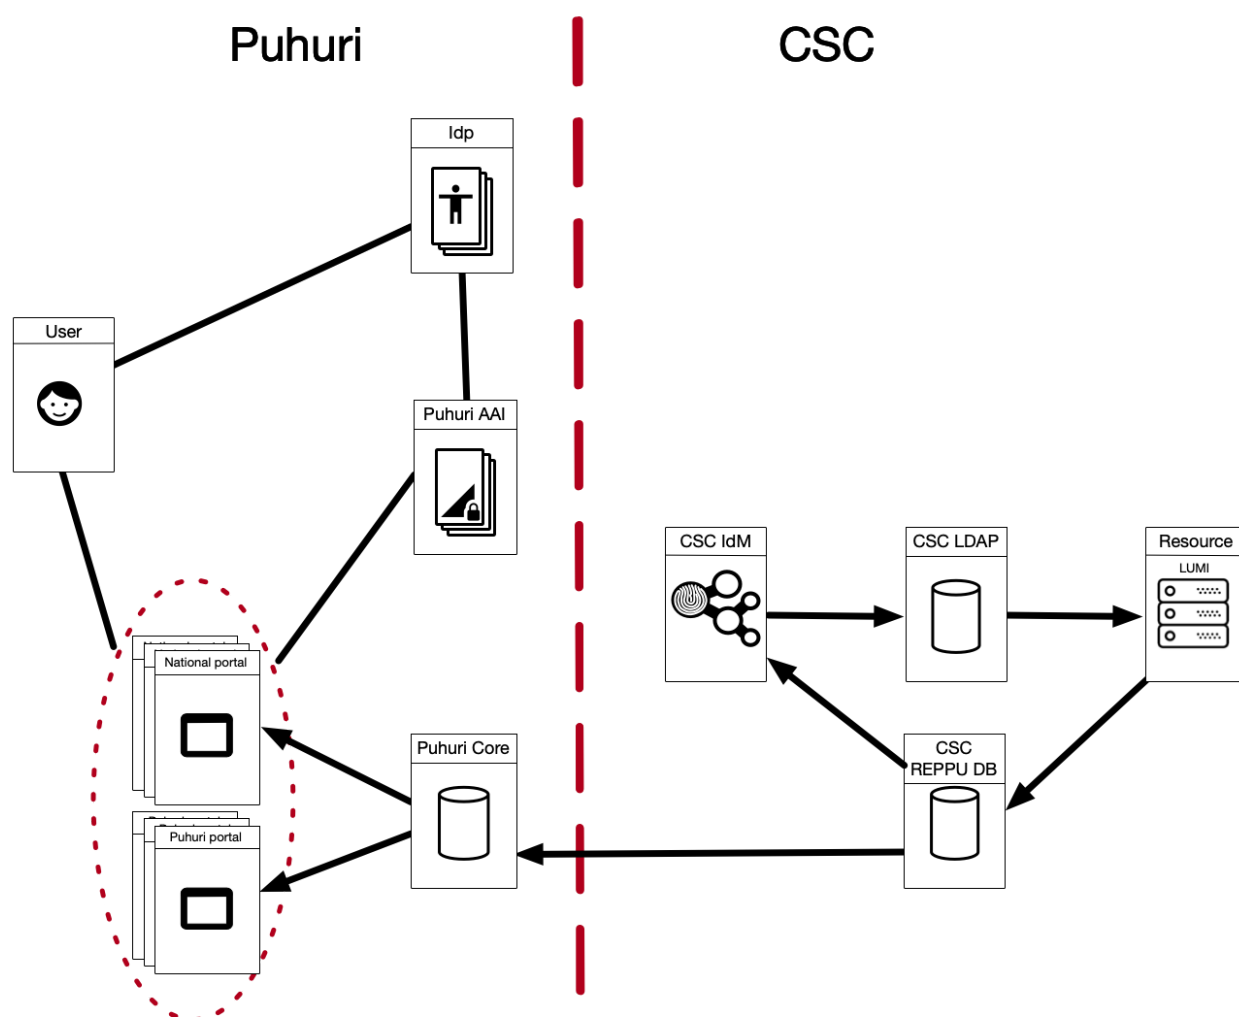 Puhuri
CSC
Idp
User
Puhuri AAI
CSC IdM
CSC LDAP
Resource
LUMI
National portal
Puhuri Core
CSC
REPPU DB
Puhuri portal